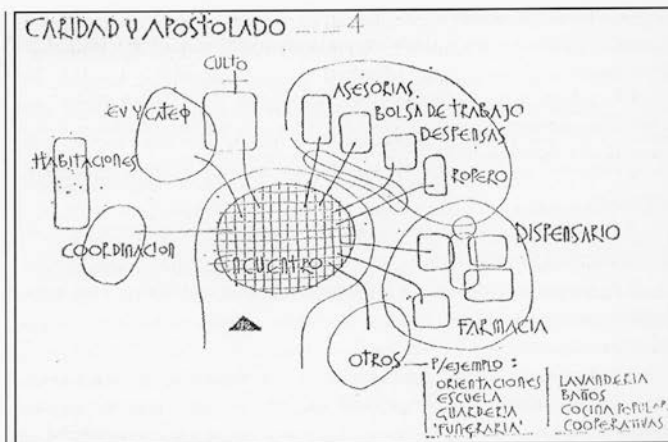 CARIDAD Y APOSTOLADO 4
CULTO
EV Y CATEQ
HABITACIONES
COORDINACION
ASESORIAS
BOLSA DE TRABAJO
DESPENSAS
ROPERO
DISPENSARIO
FARMACIA
ENCUENTRO
OTROS — P/EJEMPLO :
ORIENTACIONES
ESCUELA
GUARDERIA
"FUNERARIA"
LAVANDERIA
BAÑOS
COCINA POPULAR
COOPERATIVAS